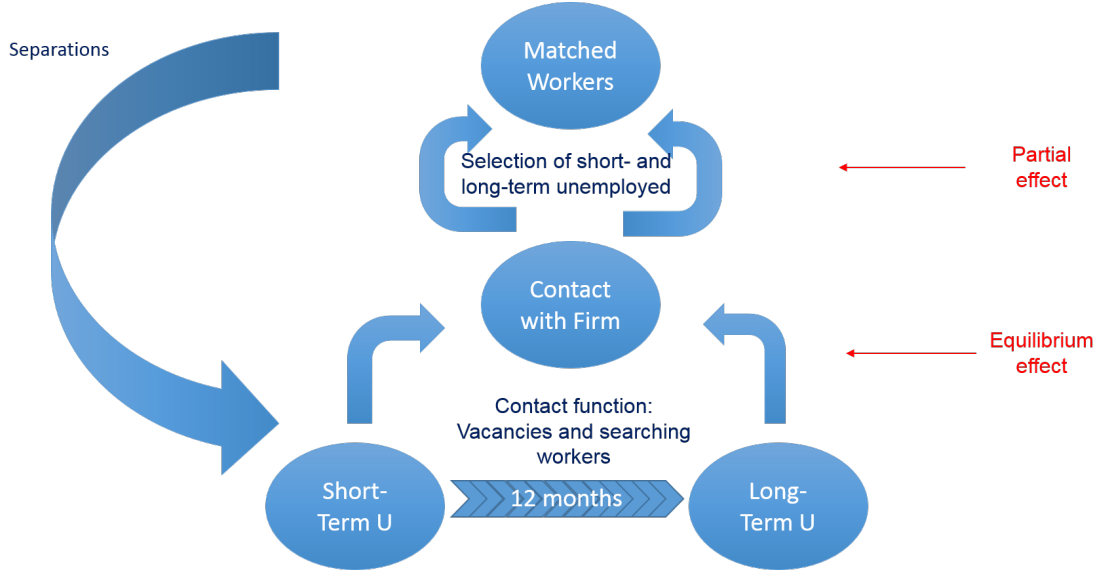 Separations
Matched
Workers
Selection of short- and
long-term unemployed
Partial
effect
Contact
with Firm
Equilibrium
effect
Contact function:
Vacancies and searching
workers
Short-
Term U
12 months
Long-
Term U